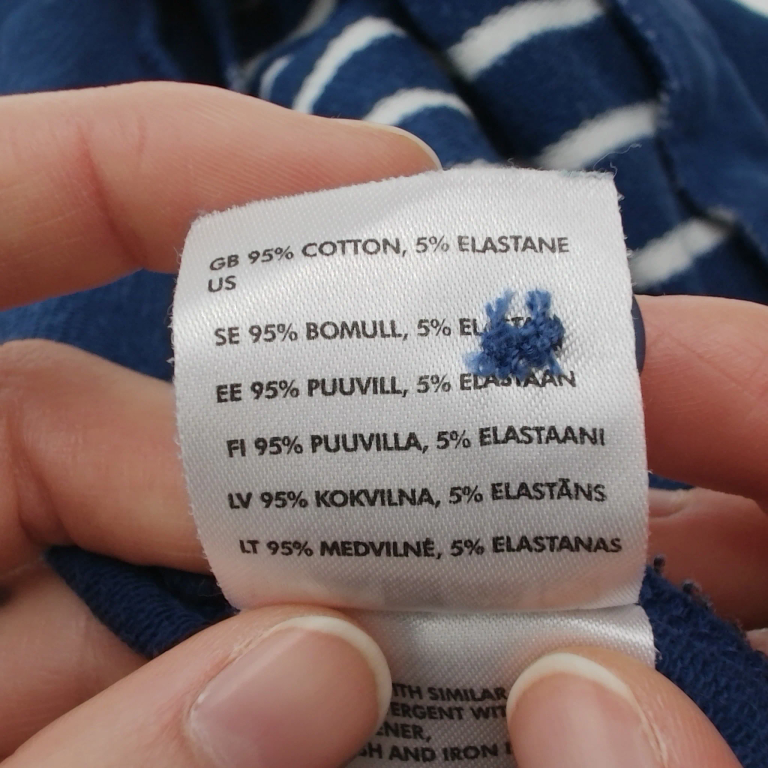 GB 95% COTTON, 5% ELASTANE
US
SE 95% BOMULL, 5%
EE 95% PUUVILL, 5% ELASTAAN
FI 95% PUUVILLA, 5% ELASTAANI
LV 95% KOKVILNA, 5% ELASTĀNS
LT 95% MEDVILNĖ, 5% ELASTANAS
SIMILAR
AND IRON